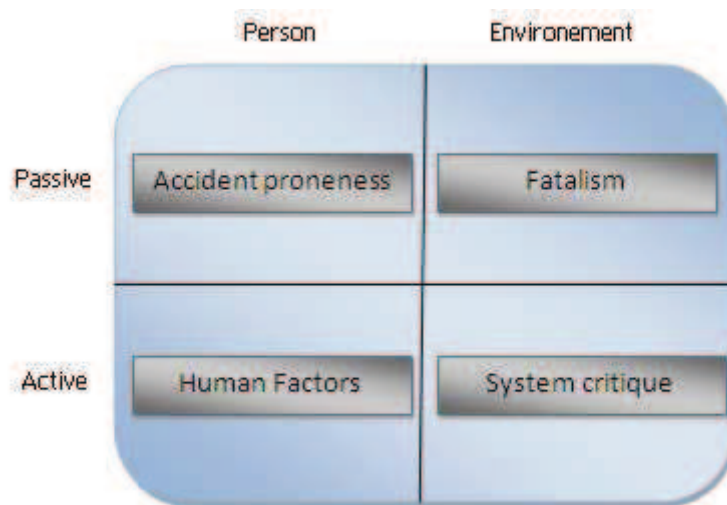 Person Environement
Passive Accident proneness Fatalism
Active Human Factors System critique